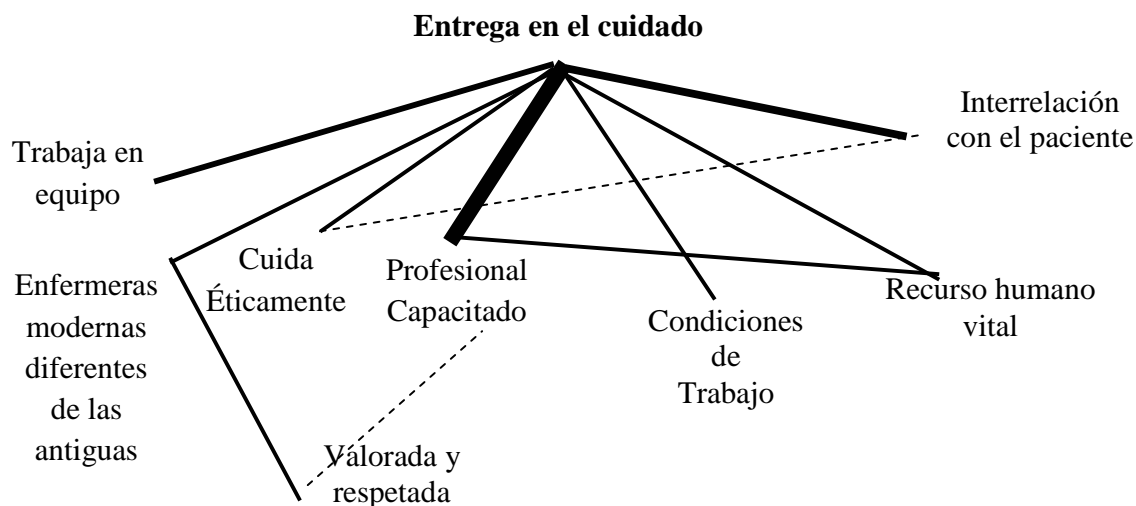 Entrega en el cuidado
Interrelación
con el paciente
Trabaja en
equipo
Cuida
Éticamente
Profesional
Capacitado
Enfermeras
modernas
diferentes
de las
antiguas
Recurso humano
vital
Condiciones
de
Trabajo
Valorada y
respetada